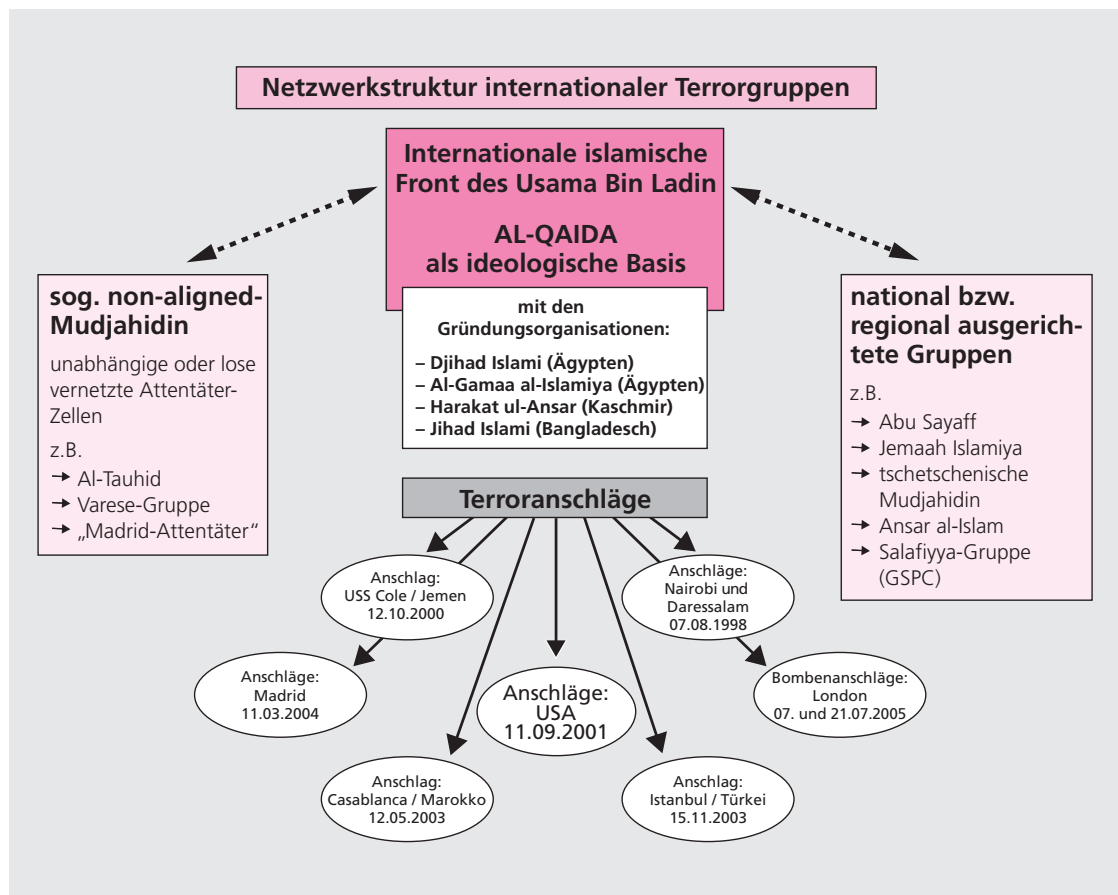 Netzwerkstruktur internationaler Terrorgruppen
Internationale islamische
Front des Usama Bin Ladin
AL-QAIDA
als ideologische Basis
mit den
Gründungsorganisationen:
– Djihad Islami (Ägypten)
– Al-Gamaa al-Islamiya (Ägypten)
– Harakat ul-Ansar (Kaschmir)
– Jihad Islami (Bangladesch)
sog. non-aligned-
Mudjahidin
unabhängige oder lose
vernetzte Attentäter-
Zellen
z.B.
→ Al-Tauhid
→ Varese-Gruppe
→ „Madrid-Attentäter“
national bzw.
regional ausgerich-
tete Gruppen
z.B.
→ Abu Sayaff
→ Jemaah Islamiya
→ tschetschenische
Mudjahidin
→ Ansar al-Islam
→ Salafiyya-Gruppe
(GSPC)
Terroranschläge
Anschlag:
USS Cole / Jemen
12.10.2000
Anschläge:
Nairobi und
Daressalam
07.08.1998
Anschläge:
Madrid
11.03.2004
Anschläge:
USA
11.09.2001
Bombenanschläge:
London
07. und 21.07.2005
Anschlag:
Casablanca / Marokko
12.05.2003
Anschlag:
Istanbul / Türkei
15.11.2003